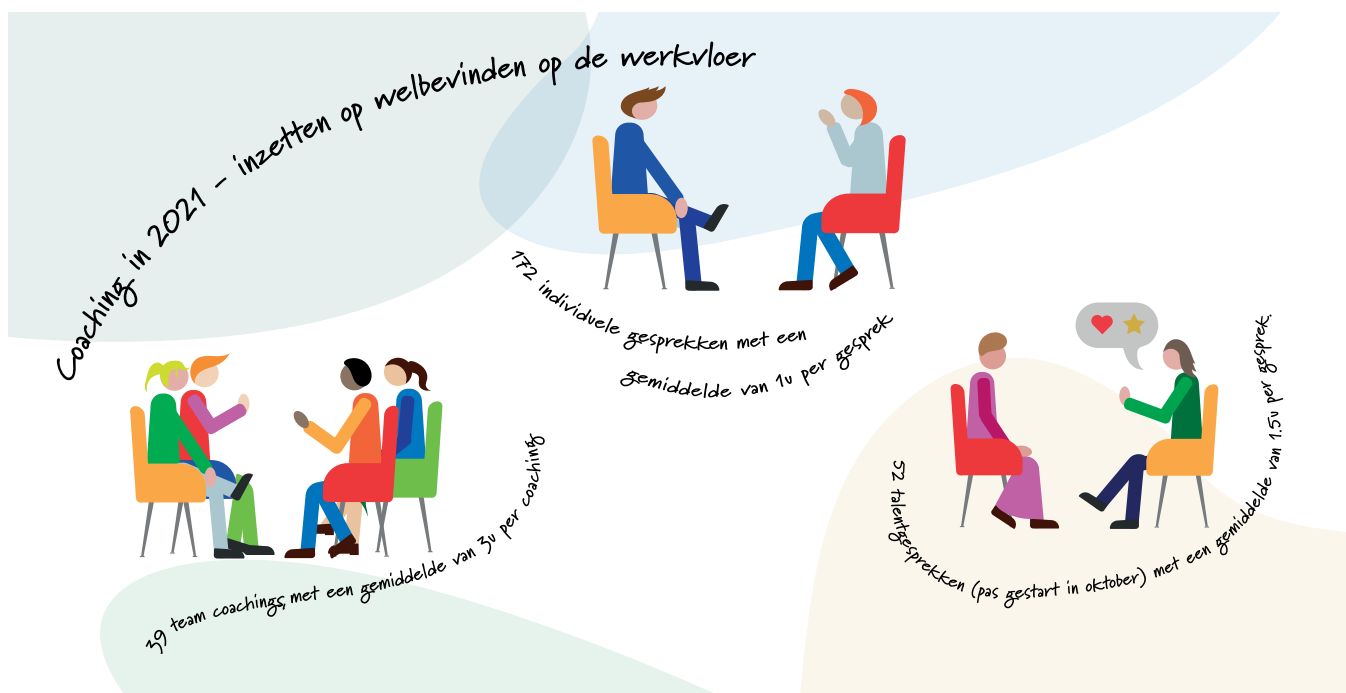 Coaching in 2021 - inzetten op welbevinden op de werkvloer
172 individuele gesprekken met een
gemiddelde van 1u per gesprek
39 team coachings, met een gemiddelde van 3u per coaching
52 talentgesprekken (pas gestart in oktober) met een gemiddelde van 1.5u per gesprek.